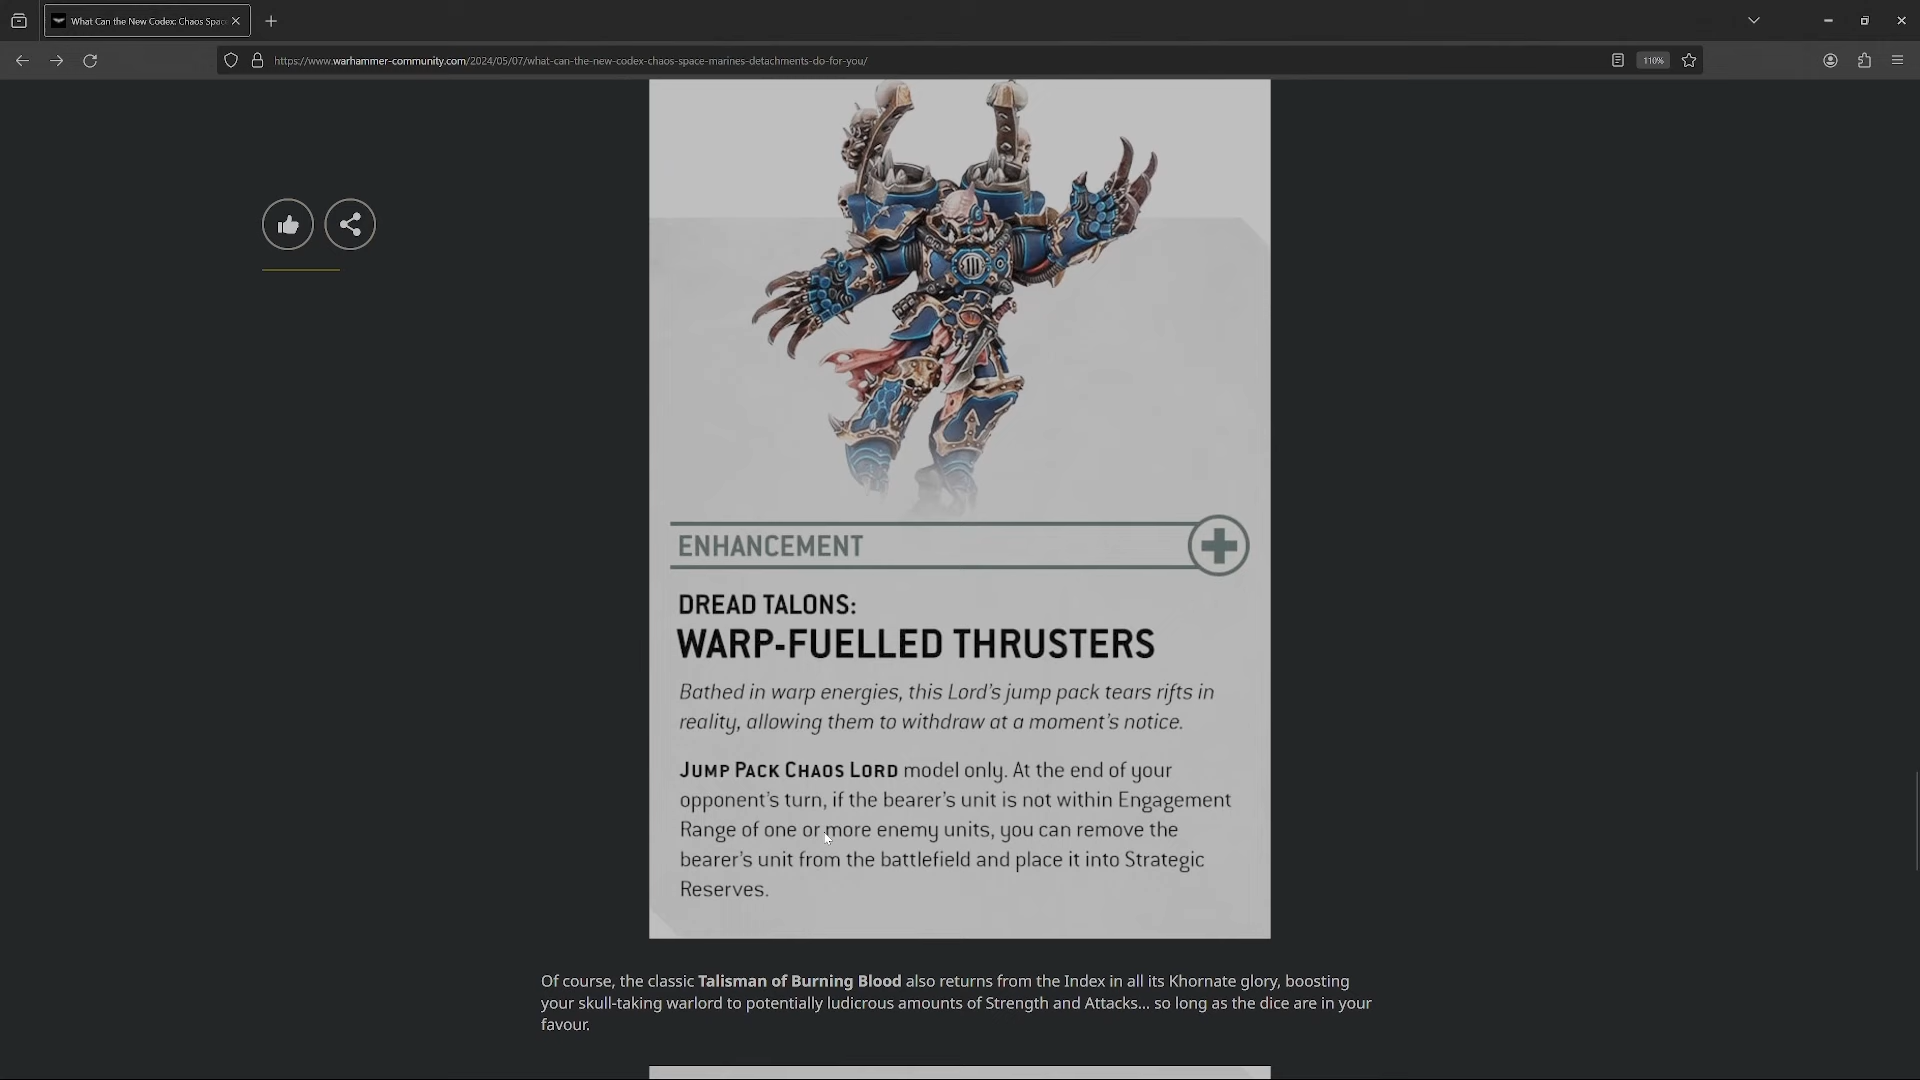 What Can the New Codex: Chaos Spac
https://www.warhammer-community.com/2024/05/07/what-can-the-new-codex-chaos-space-marines-detachments-do-for-you/
110%
ENHANCEMENT
DREAD TALONS:
WARP-FUELLED THRUSTERS
Bathed in warp energies, this Lord's jump pack tears rifts in
reality, allowing them to withdraw at a moment's notice.
JUMP PACK CHAOS LORD model only. At the end of your
opponent's turn, if the bearer's unit is not within Engagement
Range of one or more enemy units, you can remove the
bearer's unit from the battlefield and place it into Strategic
Reserves.
Of course, the classic Talisman of Burning Blood also returns from the Index in all its Khornate glory, boosting
your skull-taking warlord to potentially ludicrous amounts of Strength and Attacks... so long as the dice are in your
favour.